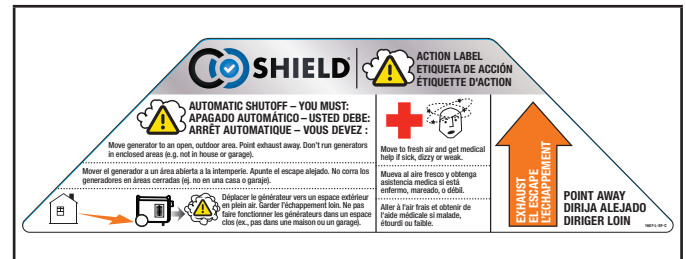 CO SHIELD
ACTION LABEL
ETIQUETA DE ACCIÓN
ÉTIQUETTE D'ACTION
AUTOMATIC SHUTOFF – YOU MUST:
APAGADO AUTOMÁTICO – USTED DEBE:
ARRÊT AUTOMATIQUE – VOUS DEVEZ :
Move generator to an open, outdoor area. Point exhaust away. Don't run generators
in enclosed areas (e.g. not in house or garage).
Mover el generador a un área abierta a la intemperie. Apunte el escape alejado. No corra los
generadores en áreas cerradas (ej. no en una casa o garaje).
Déplacer le générateur vers un espace extérieur
en plein air. Garder l'échappement loin. Ne pas
faire fonctionner les générateurs dans un espace
clos (ex., pas dans une maison ou un garage).
Move to fresh air and get medical
help if sick, dizzy or weak.
Mueva al aire fresco y obtenga
asistencia medica si está
enfermo, mareado, o débil.
Aller à l'air frais et obtenir de
l'aide médicale si malade,
étourdi ou faible.
EXHAUST
EL ESCAPE
L'ECHAPPEMENT
POINT AWAY
DIRIJA ALEJADO
DIRIGER LOIN